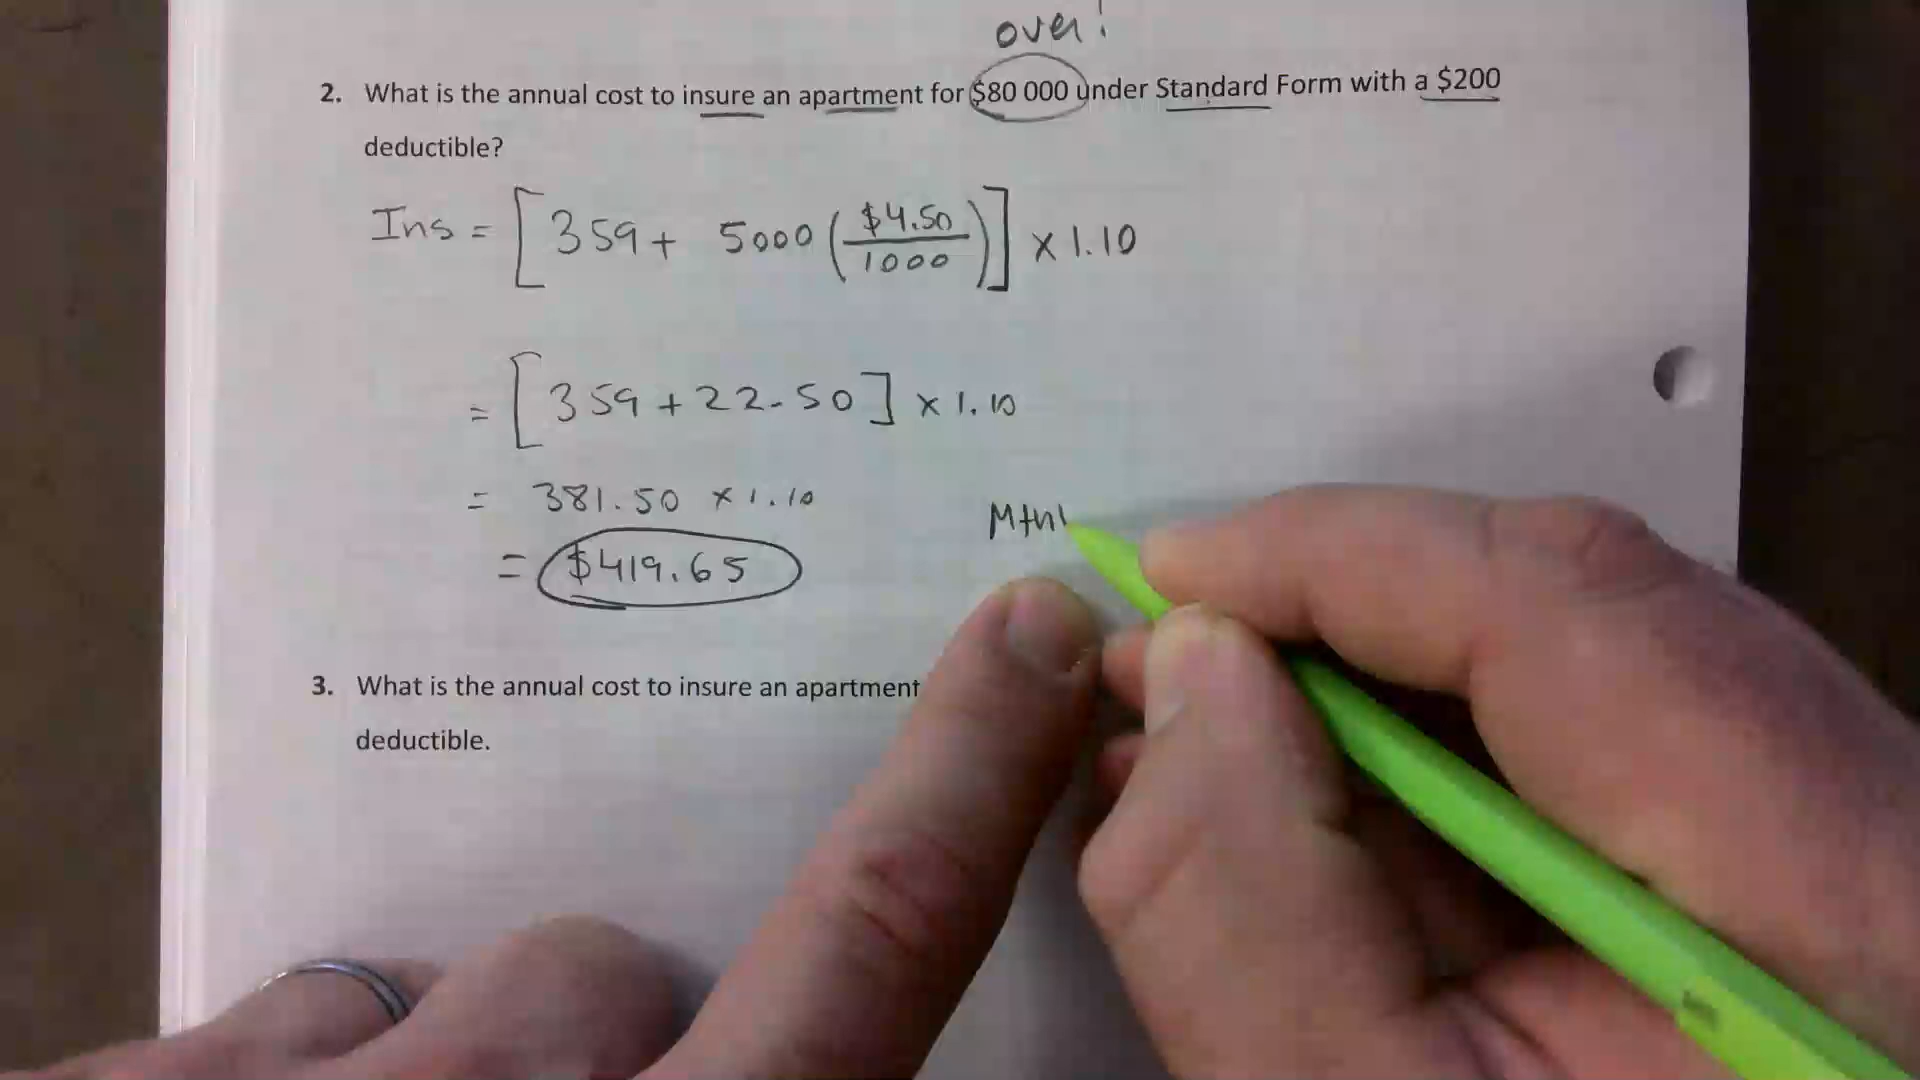 over!
2. What is the annual cost to insure an apartment for $80 000 under Standard Form with a $200
deductible?
Ins = [359 + 5000 ($4.50/1000)] x 1.10
= [359 + 22.50] x 1.10
= 381.50 x 1.10
Mthl
= $419.65
3. What is the annual cost to insure an apartment
deductible.